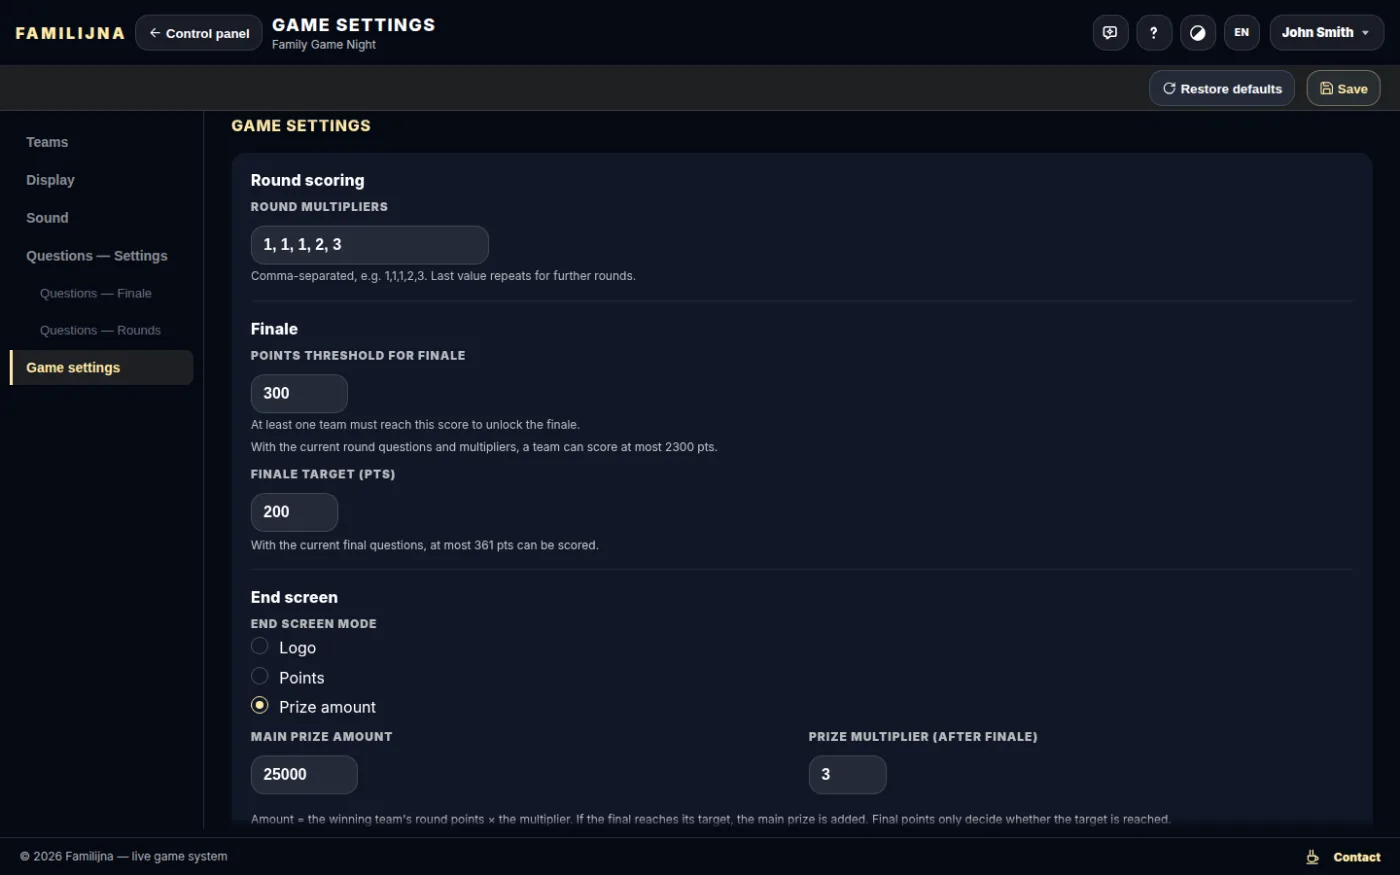 FAMILIJNA
← Control panel
GAME SETTINGS
Family Game Night
?
EN
John Smith
Restore defaults
Save
Teams
Display
Sound
Questions — Settings
Questions — Finale
Questions — Rounds
Game settings
GAME SETTINGS
Round scoring
ROUND MULTIPLIERS
1, 1, 1, 2, 3
Comma-separated, e.g. 1,1,1,2,3. Last value repeats for further rounds.
Finale
POINTS THRESHOLD FOR FINALE
300
At least one team must reach this score to unlock the finale.
With the current round questions and multipliers, a team can score at most 2300 pts.
FINALE TARGET (PTS)
200
With the current final questions, at most 361 pts can be scored.
End screen
END SCREEN MODE
Logo
Points
Prize amount
MAIN PRIZE AMOUNT
25000
PRIZE MULTIPLIER (AFTER FINALE)
3
Amount = the winning team's round points × the multiplier. If the final reaches its target, the main prize is added. Final points only decide whether the target is reached.
© 2026 Familijna — live game system
Contact